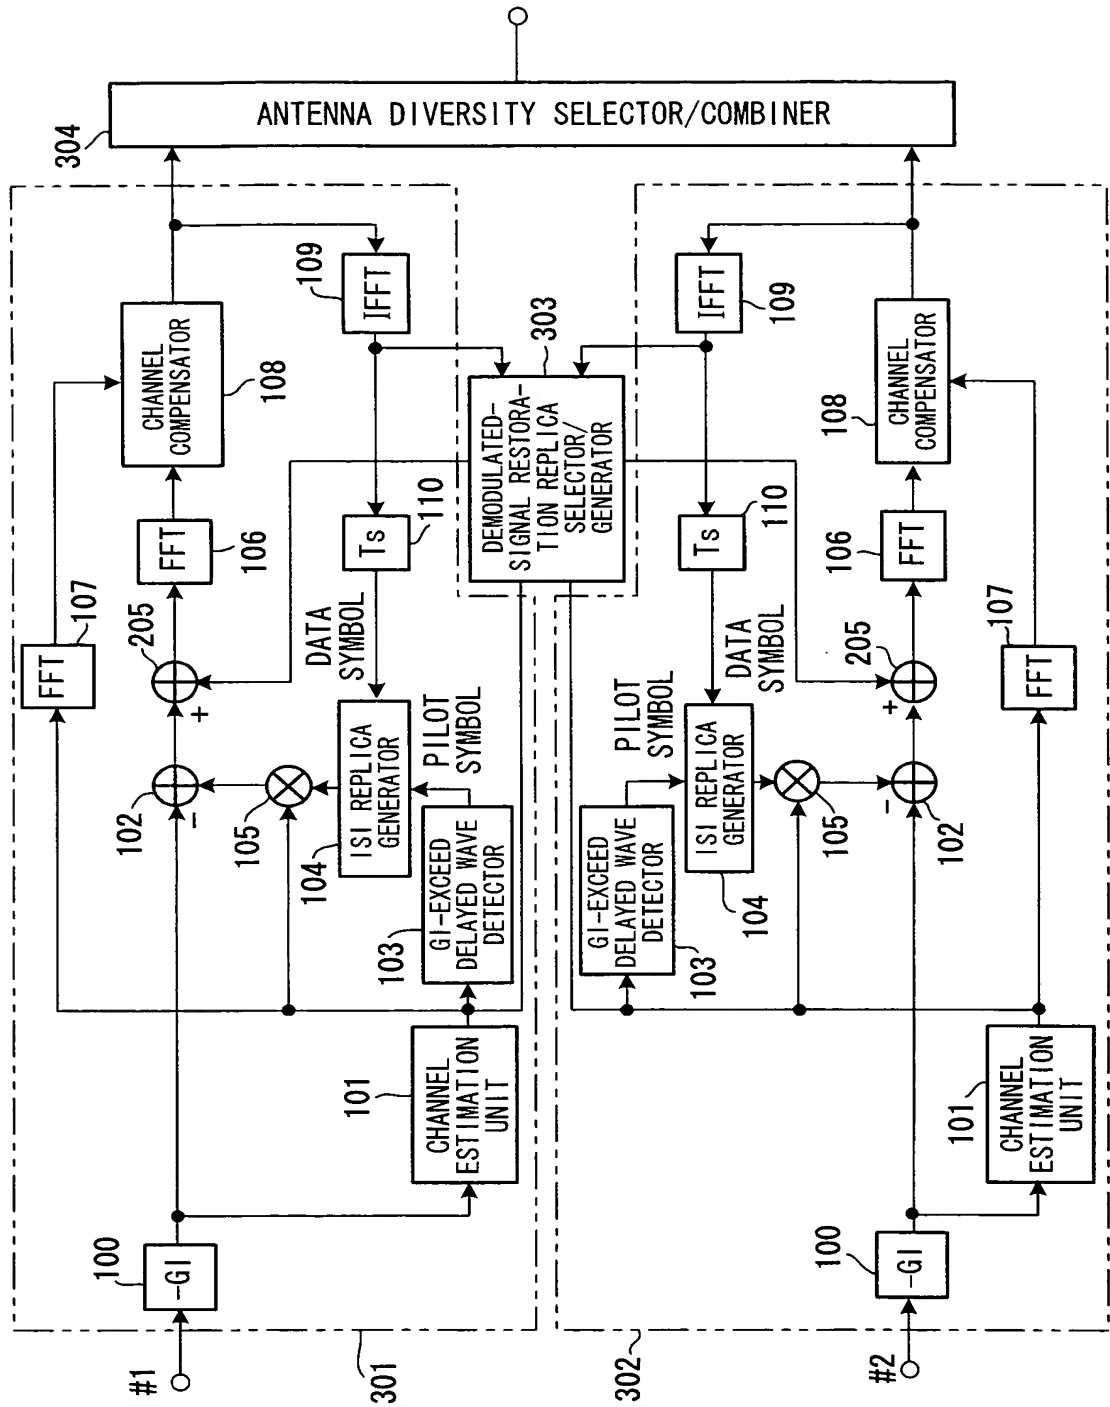 304
ANTENNA DIVERSITY SELECTOR/COMBINER
#1
301
100
-GI
101
CHANNEL
ESTIMATION
UNIT
102
-
+
205
103
GI-EXCEED
DELAYED WAVE
DETECTOR
PILOT
SYMBOL
104
ISI REPLICA
GENERATOR
105
DATA
SYMBOL
107
FFT
106
FFT
110
Ts
108
CHANNEL
COMPENSATOR
109
IFFT
303
DEMODULATED-
SIGNAL RESTORA-
TION REPLICA
SELECTOR/
GENERATOR
#2
302
100
-GI
101
CHANNEL
ESTIMATION
UNIT
102
-
+
205
103
GI-EXCEED
DELAYED WAVE
DETECTOR
PILOT
SYMBOL
104
ISI REPLICA
GENERATOR
105
DATA
SYMBOL
107
FFT
106
FFT
110
Ts
108
CHANNEL
COMPENSATOR
109
IFFT